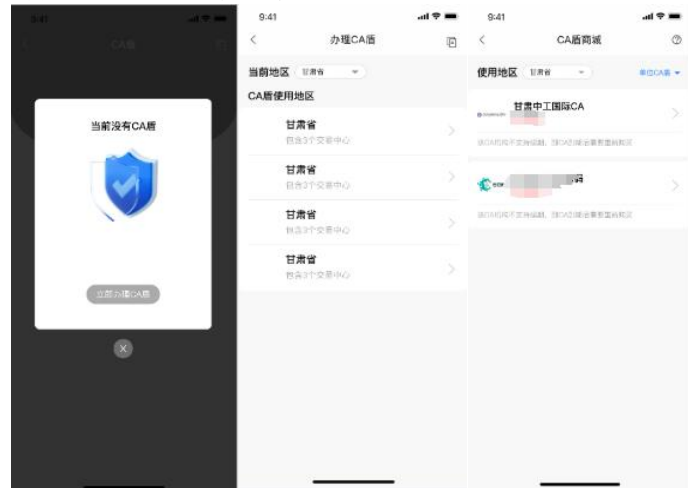 9:41
CA盾
当前没有CA盾
立即办理CA盾
9:41
办理CA盾
当前地区 甘肃省
CA盾使用地区
甘肃省
包含3个交易中心
甘肃省
包含3个交易中心
甘肃省
包含3个交易中心
甘肃省
包含3个交易中心
9:41
CA盾商城
使用地区 甘肃省 单位CA盾
甘肃中工国际CA